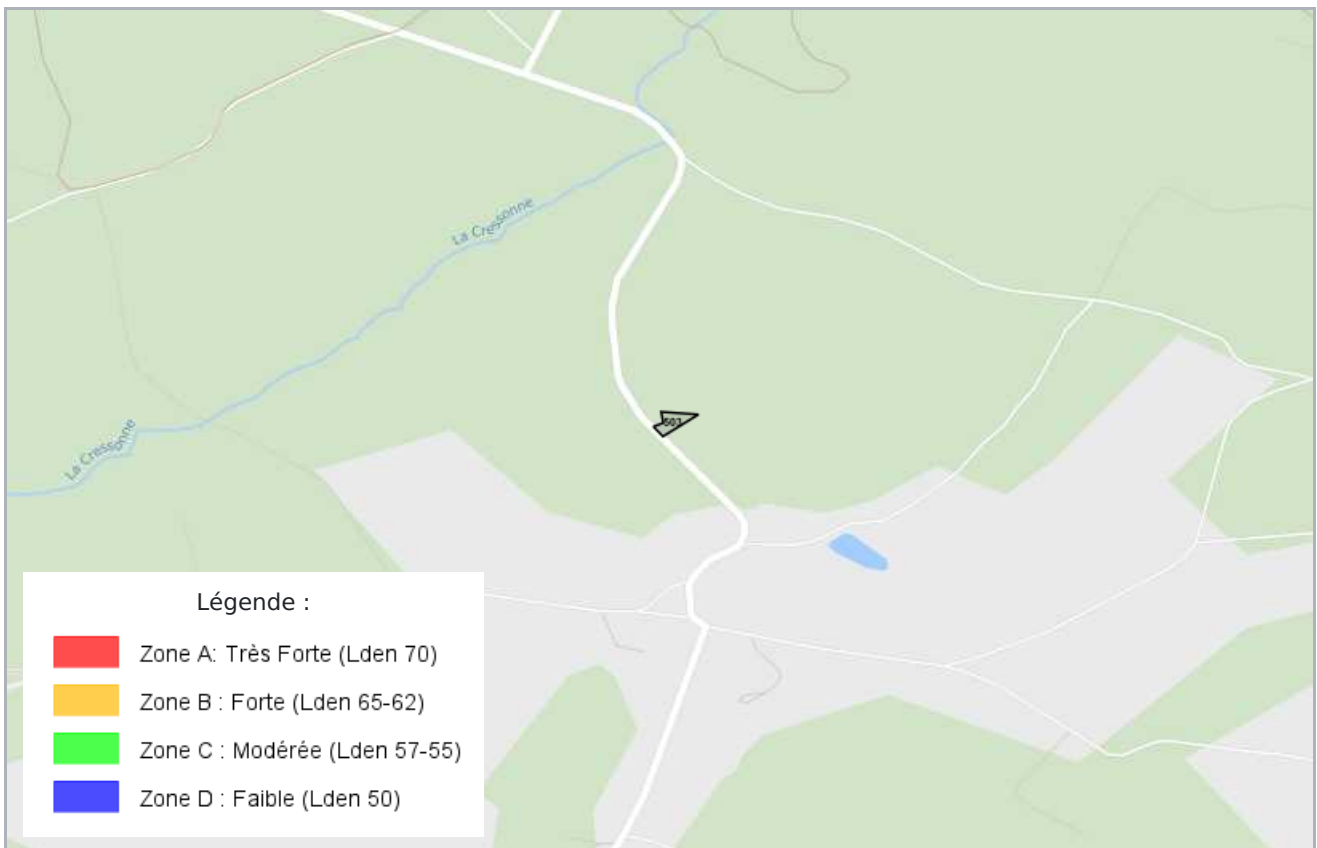 La Cressonne
503
La Cressonne
Légende :
Zone A: Très Forte (Lden 70)
Zone B : Forte (Lden 65-62)
Zone C : Modérée (Lden 57-55)
Zone D : Faible (Lden 50)